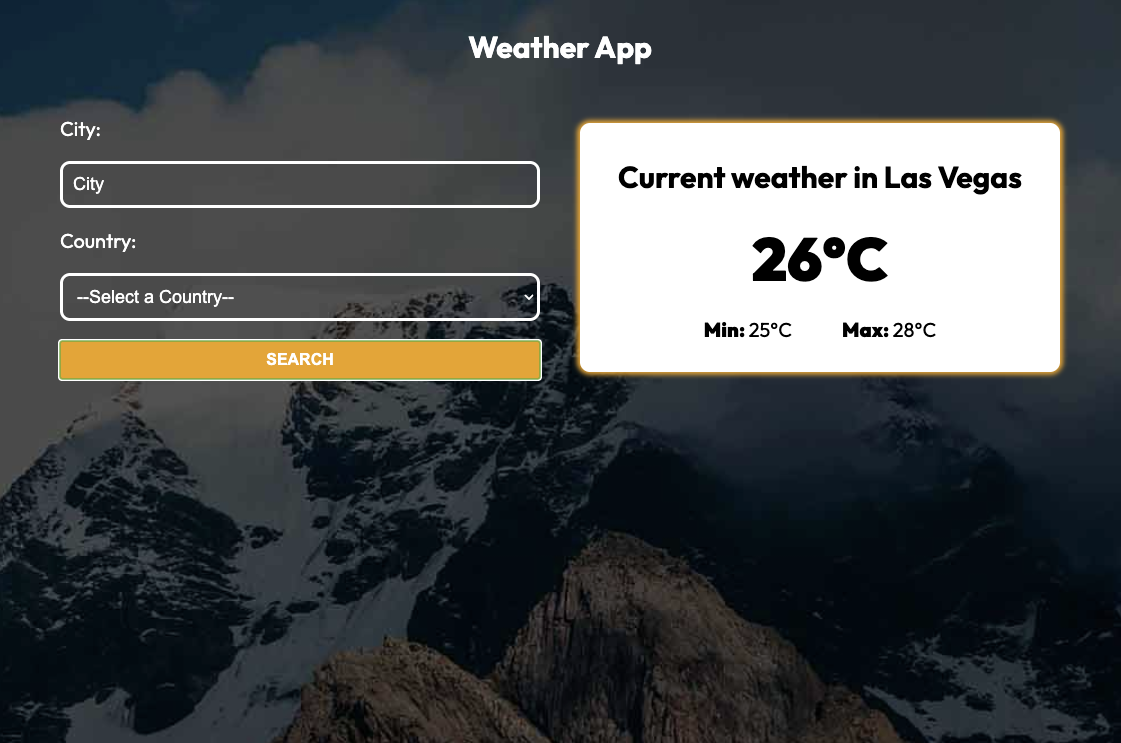 Weather App
City:
City
Country:
--Select a Country--
SEARCH
Current weather in Las Vegas
26°C
Min: 25°C Max: 28°C